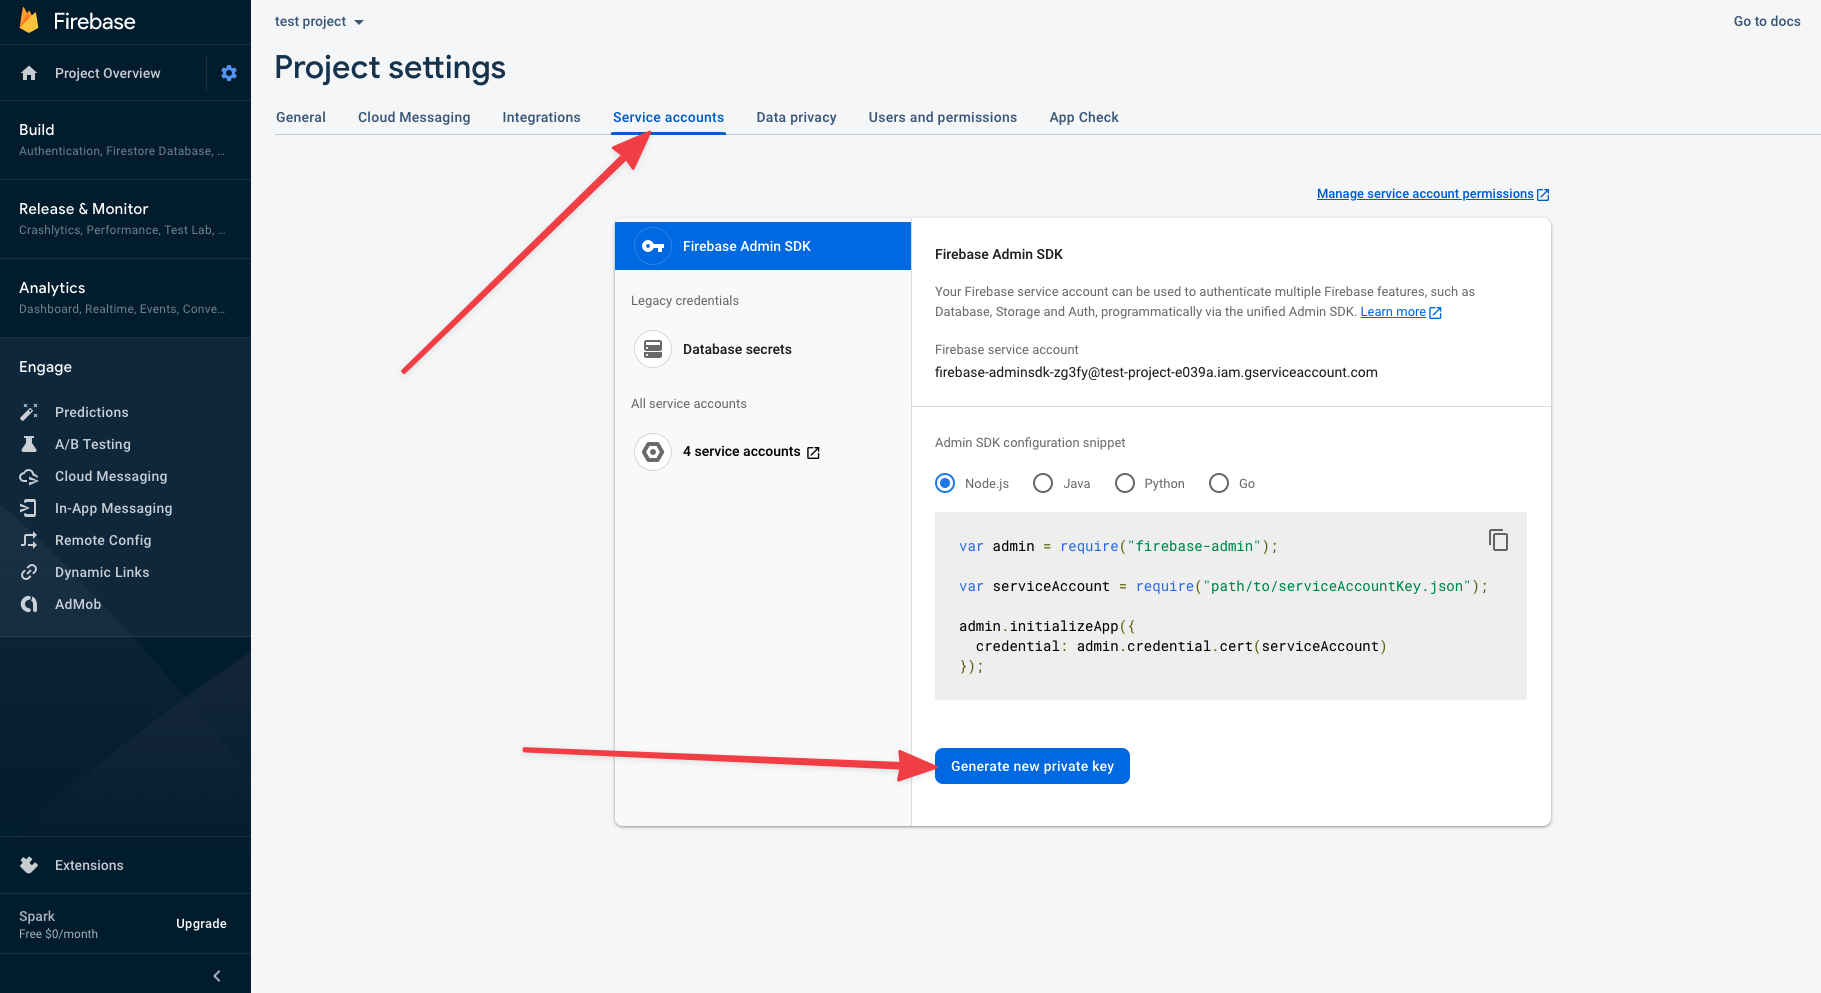 Firebase
Project Overview
Build
Authentication, Firestore Database, ...
Release & Monitor
Crashlytics, Performance, Test Lab, ...
Analytics
Dashboard, Realtime, Events, Conve...
Engage
Predictions
A/B Testing
Cloud Messaging
In-App Messaging
Remote Config
Dynamic Links
AdMob
Extensions
Spark
Free $0/month
Upgrade
test project
Go to docs
Project settings
General Cloud Messaging Integrations Service accounts Data privacy Users and permissions App Check
Manage service account permissions
Firebase Admin SDK
Legacy credentials
Database secrets
All service accounts
4 service accounts
Firebase Admin SDK
Your Firebase service account can be used to authenticate multiple Firebase features, such as
Database, Storage and Auth, programmatically via the unified Admin SDK. Learn more
Firebase service account
firebase-adminsdk-zg3fy@test-project-e039a.iam.gserviceaccount.com
Admin SDK configuration snippet
Node.js Java Python Go
var admin = require("firebase-admin");
var serviceAccount = require("path/to/serviceAccountKey.json");
admin.initializeApp({
  credential: admin.credential.cert(serviceAccount)
});
Generate new private key